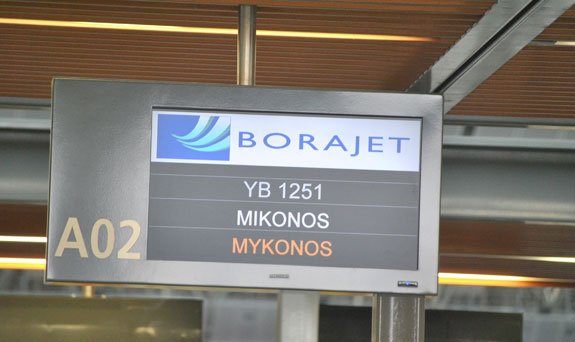 BORAJET
YB 1251
MIKONOS
MYKONOS
A02